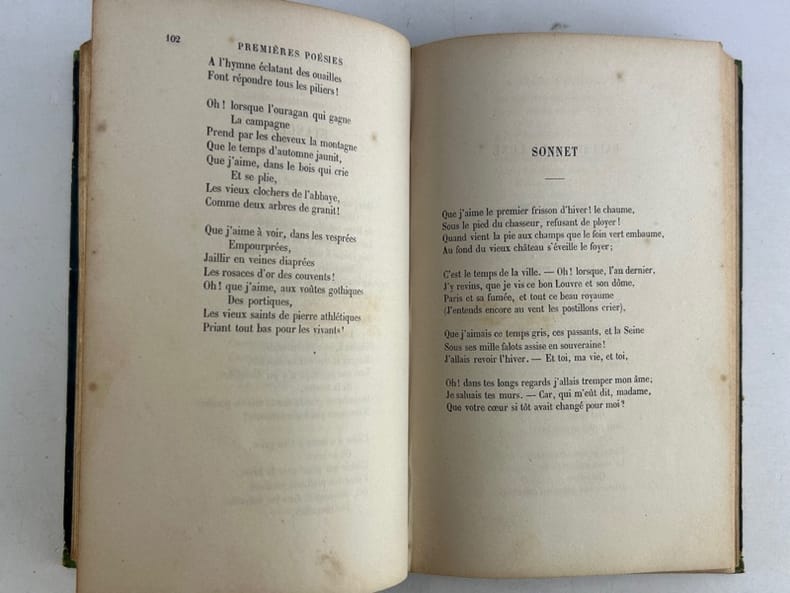 102
PREMIÈRES POÉSIES
A l'hymne éclatant des ouailles
Font répondre tous les piliers!
Oh! lorsque l'ouragan qui gagne
La campagne
Prend par les cheveux la montagne
Que le temps d'automne jaunit,
Que j'aime, dans le bois qui crie
Et se plie,
Les vieux clochers de l'abbaye,
Comme deux arbres de granit!
Que j'aime à voir, dans les vesprées
Empourprées,
Jaillir en veines diaprées
Les rosaces d'or des couvents!
Oh! que j'aime, aux voûtes gothiques
Des portiques,
Les vieux saints de pierre athlétiques
Priant tout bas pour les vivants!
SONNET
Que j'aime le premier frisson d'hiver! le chaume,
Sous le pied du chasseur, refusant de ployer!
Quand vient la pie aux champs que le foin vert embaume,
Au fond du vieux château s'éveille le foyer;
C'est le temps de la ville. — Oh! lorsque, l'an dernier,
J'y revins, que je vis ce bon Louvre et son dôme,
Paris et sa fumée, et tout ce beau royaume
(J'entends encore au vent les postillons crier),
Que j'aimais ce temps gris, ces passants, et la Seine
Sous ses mille falots assise en souveraine!
J'allais revoir l'hiver. — Et toi, ma vie, et toi,
Oh! dans tes longs regards j'allais tremper mon âme;
Je saluais tes murs. — Car, qui m'eût dit, madame,
Que votre cœur si tôt avait changé pour moi?